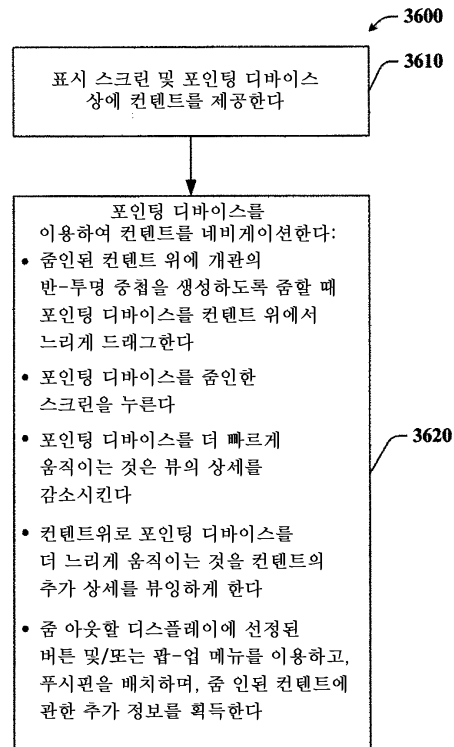 3600
표시 스크린 및 포인팅 디바이스
상에 컨텐트를 제공한다
3610
포인팅 디바이스를
이용하여 컨텐트를 네비게이션한다:
• 줌인된 컨텐트 위에 개관의
반-투명 중첩을 생성하도록 줌할 때
포인팅 디바이스를 컨텐트 위에서
느리게 드래그한다
• 포인팅 디바이스를 줌인한
스크린을 누른다
• 포인팅 디바이스를 더 빠르게
움직이는 것은 뷰의 상세를
감소시킨다
• 컨텐트위로 포인팅 디바이스를
더 느리게 움직이는 것을 컨텐트의
추가 상세를 뷰잉하게 한다
• 줌 아웃할 디스플레이에 선정된
버튼 및/또는 팝-업 메뉴를 이용하고,
푸시핀을 배치하며, 줌 인된 컨텐트에
관한 추가 정보를 획득한다
3620